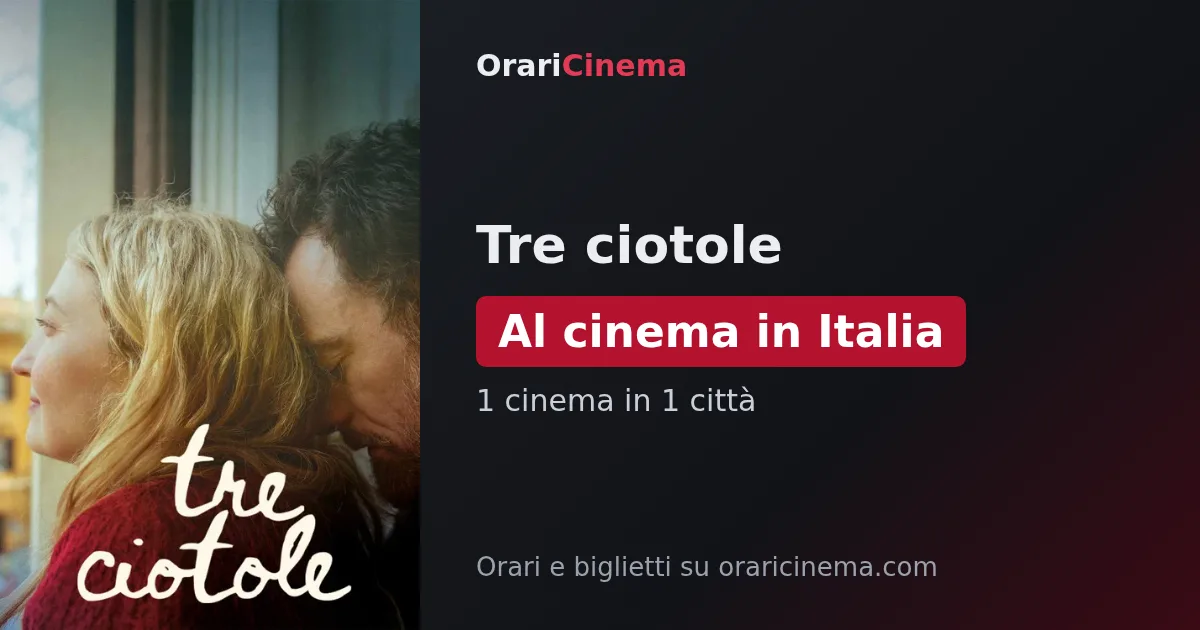 tre
ciotole
OrariCinema
Tre ciotole
Al cinema in Italia
1 cinema in 1 città
Orari e biglietti su oraricinema.com